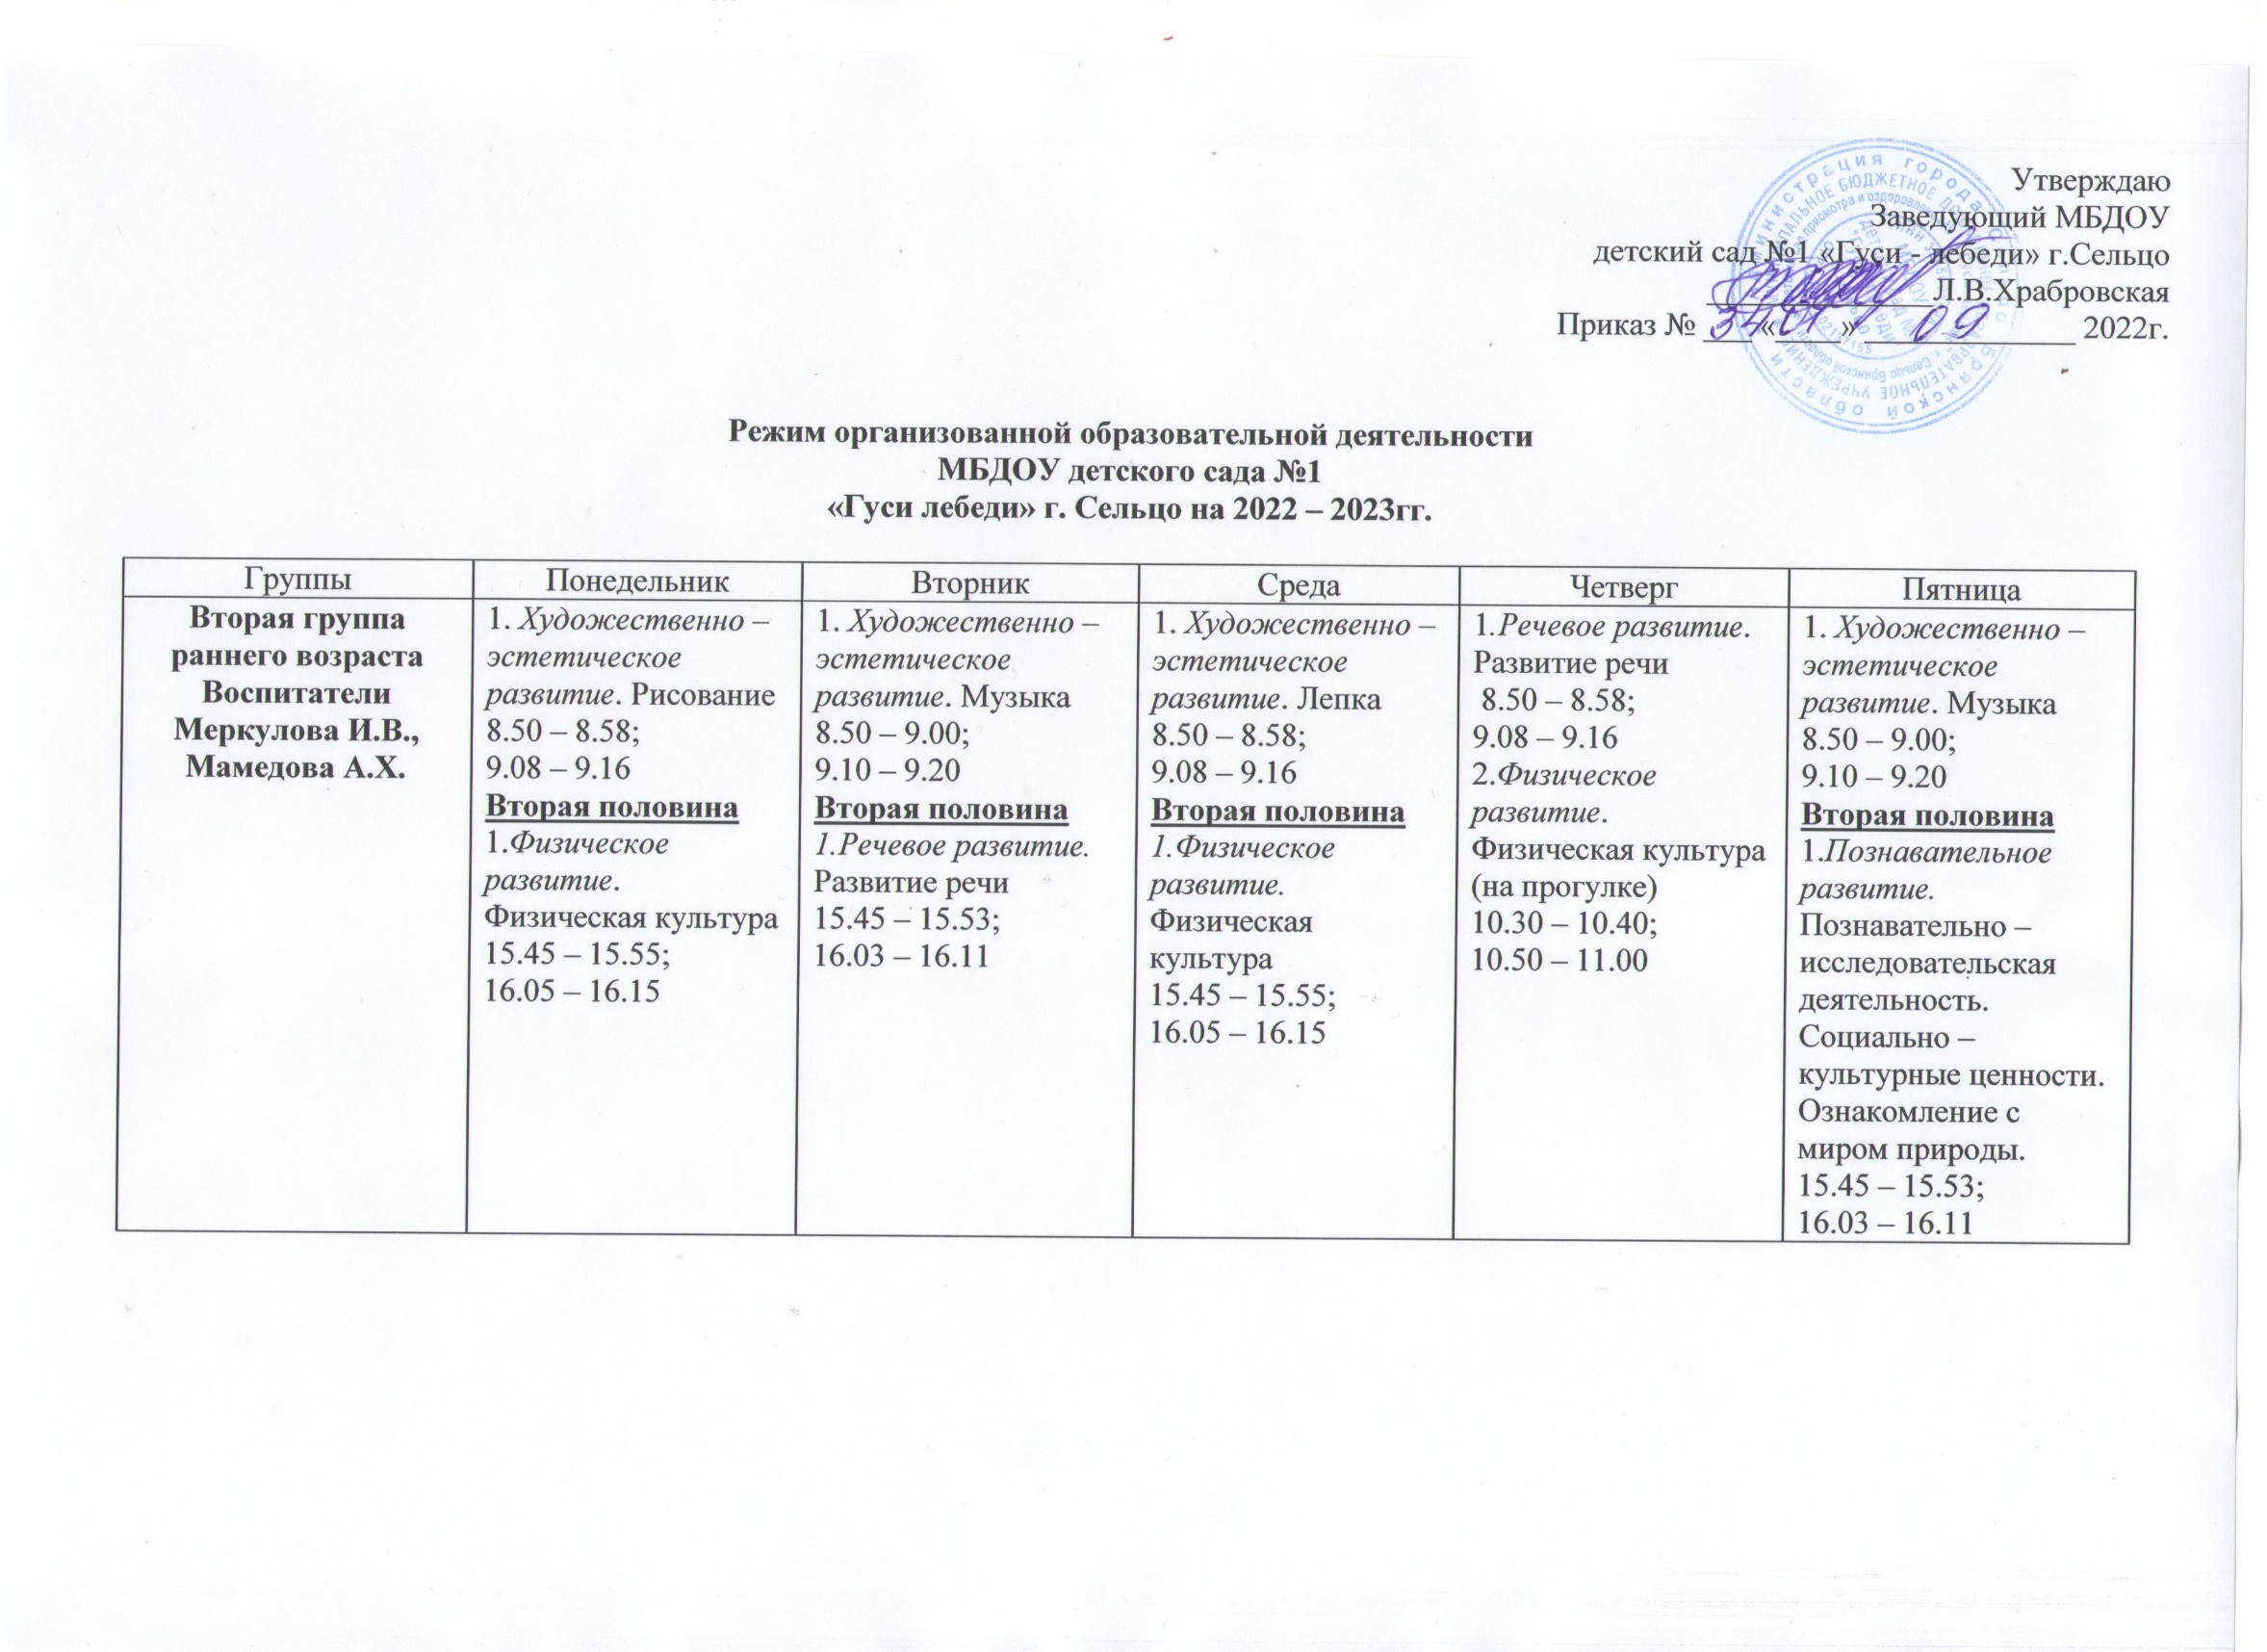 Утверждаю
Заведующий МБДОУ
детский сад №1 «Гуси - лебеди» г.Сельцо
Л.В.Храбровская
Приказ № 34 «01» 09 2022г.
Режим организованной образовательной деятельности
МБДОУ детского сада №1
«Гуси лебеди» г. Сельцо на 2022 – 2023гг.
Группы
Понедельник
Вторник
Среда
Четверг
Пятница
Вторая группа
раннего возраста
Воспитатели
Меркулова И.В.,
Мамедова А.Х.
1. Художественно –
эстетическое
развитие. Рисование
8.50 – 8.58;
9.08 – 9.16
Вторая половина
1.Физическое
развитие.
Физическая культура
15.45 – 15.55;
16.05 – 16.15
1. Художественно –
эстетическое
развитие. Музыка
8.50 – 9.00;
9.10 – 9.20
Вторая половина
1.Речевое развитие.
Развитие речи
15.45 – 15.53;
16.03 – 16.11
1. Художественно –
эстетическое
развитие. Лепка
8.50 – 8.58;
9.08 – 9.16
Вторая половина
1.Физическое
развитие.
Физическая
культура
15.45 – 15.55;
16.05 – 16.15
1.Речевое развитие.
Развитие речи
8.50 – 8.58;
9.08 – 9.16
2.Физическое
развитие.
Физическая культура
(на прогулке)
10.30 – 10.40;
10.50 – 11.00
1. Художественно –
эстетическое
развитие. Музыка
8.50 – 9.00;
9.10 – 9.20
Вторая половина
1.Познавательное
развитие.
Познавательно –
исследовательская
деятельность.
Социально –
культурные ценности.
Ознакомление с
миром природы.
15.45 – 15.53;
16.03 – 16.11